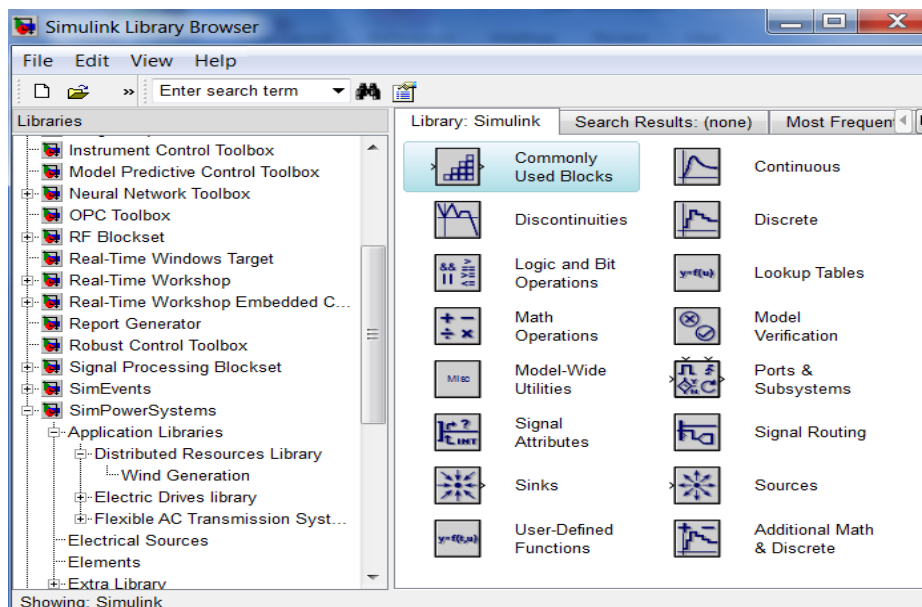 Simulink Library Browser
File Edit View Help
» Enter search term
Libraries
Library: Simulink Search Results: (none) Most Frequent
Instrument Control Toolbox
Model Predictive Control Toolbox
Neural Network Toolbox
OPC Toolbox
RF Blockset
Real-Time Windows Target
Real-Time Workshop
Real-Time Workshop Embedded C...
Report Generator
Robust Control Toolbox
Signal Processing Blockset
SimEvents
SimPowerSystems
Application Libraries
Distributed Resources Library
Wind Generation
Electric Drives library
Flexible AC Transmission Syst...
Electrical Sources
Elements
Extra Library
Commonly
Used Blocks
Continuous
Discontinuities
Discrete
Logic and Bit
Operations
y=f(u)
Lookup Tables
Math
Operations
Model
Verification
Misc
Model-Wide
Utilities
Ports &
Subsystems
Signal
Attributes
Signal Routing
Sinks
Sources
y=f(t,u)
User-Defined
Functions
Additional Math
& Discrete
Showing: Simulink